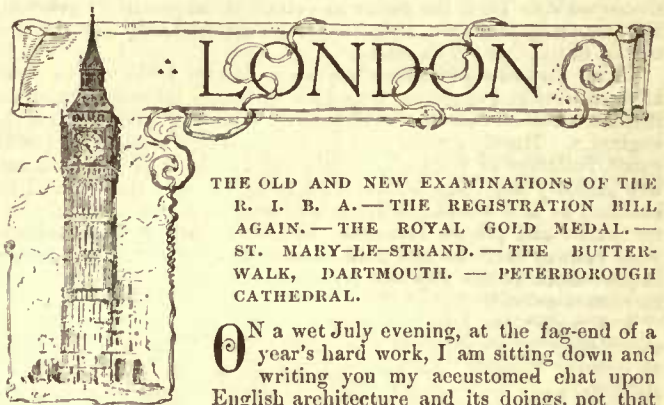 ∴ LONDON
THE OLD AND NEW EXAMINATIONS OF THE
R. I. B. A. — THE REGISTRATION BILL
AGAIN. — THE ROYAL GOLD MEDAL. —
ST. MARY-LE-STRAND. — THE BUTTER-
WALK, DARTMOUTH. — PETERBOROUGH
CATHEDRAL.
ON a wet July evening, at the fag-end of a
year's hard work, I am sitting down and
writing you my accustomed chat upon
English architecture and its doings, not that